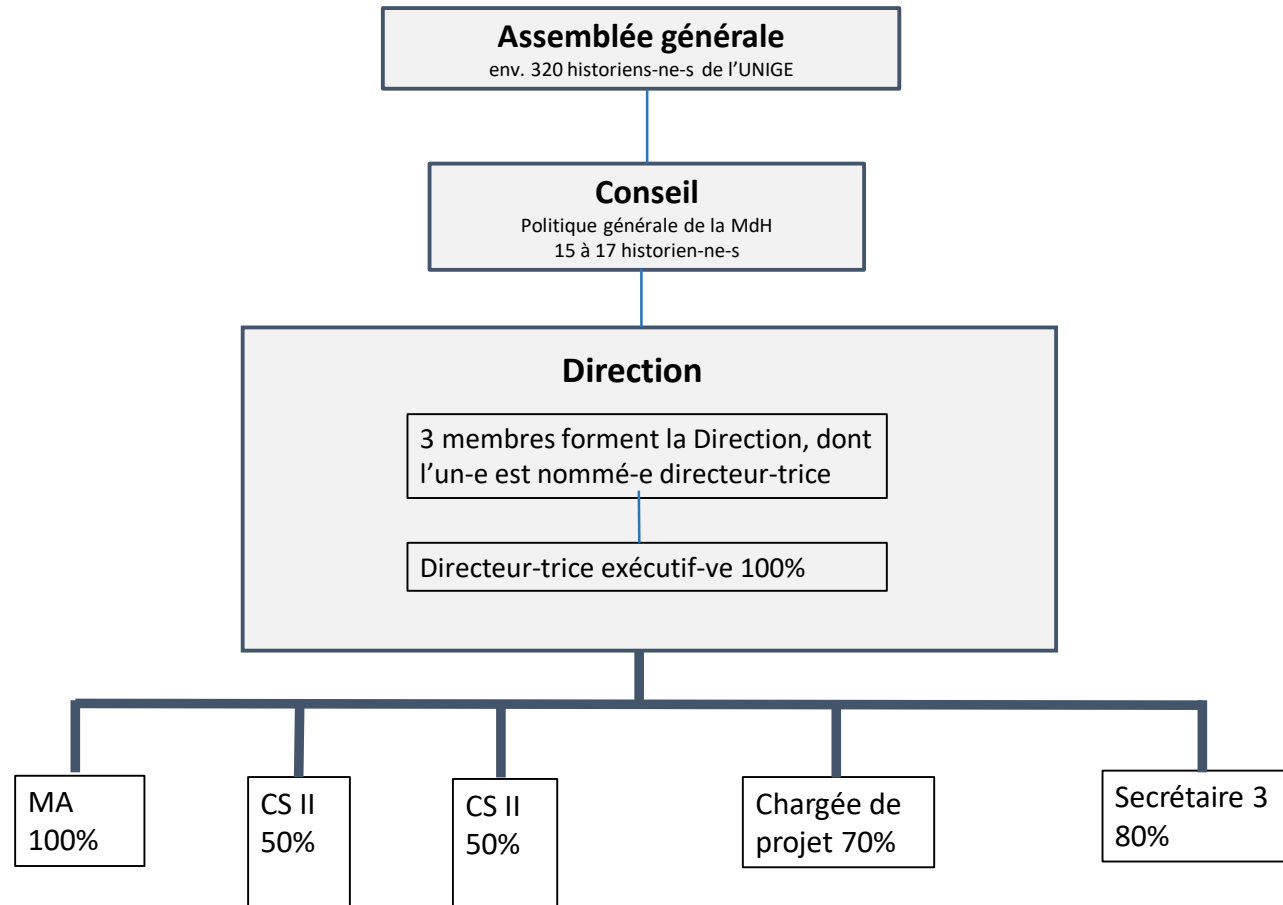 Assemblée générale
env. 320 historiens-ne-s de l’UNIGE
Conseil
Politique générale de la MdH
15 à 17 historien-ne-s
Direction
3 membres forment la Direction, dont
l’un-e est nommé-e directeur-trice
Directeur-trice exécutif-ve 100%
MA
100%
CS II
50%
CS II
50%
Chargée de
projet 70%
Secrétaire 3
80%